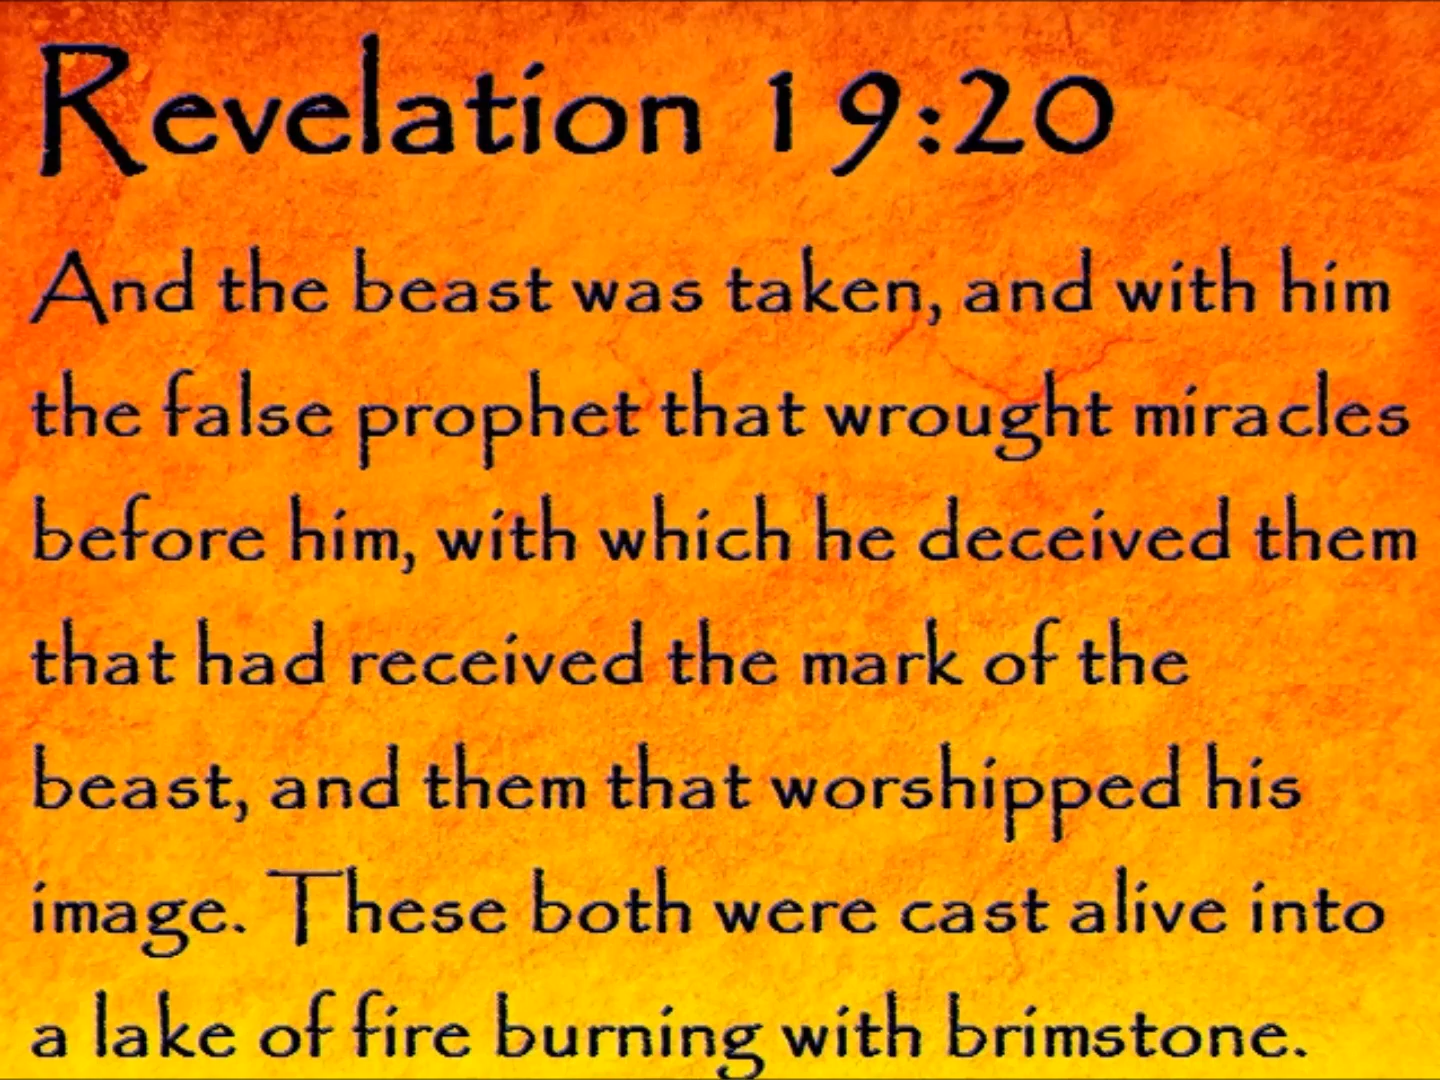 Revelation 19:20
And the beast was taken, and with him
the false prophet that wrought miracles
before him, with which he deceived them
that had received the mark of the
beast, and them that worshipped his
image. These both were cast alive into
a lake of fire burning with brimstone.